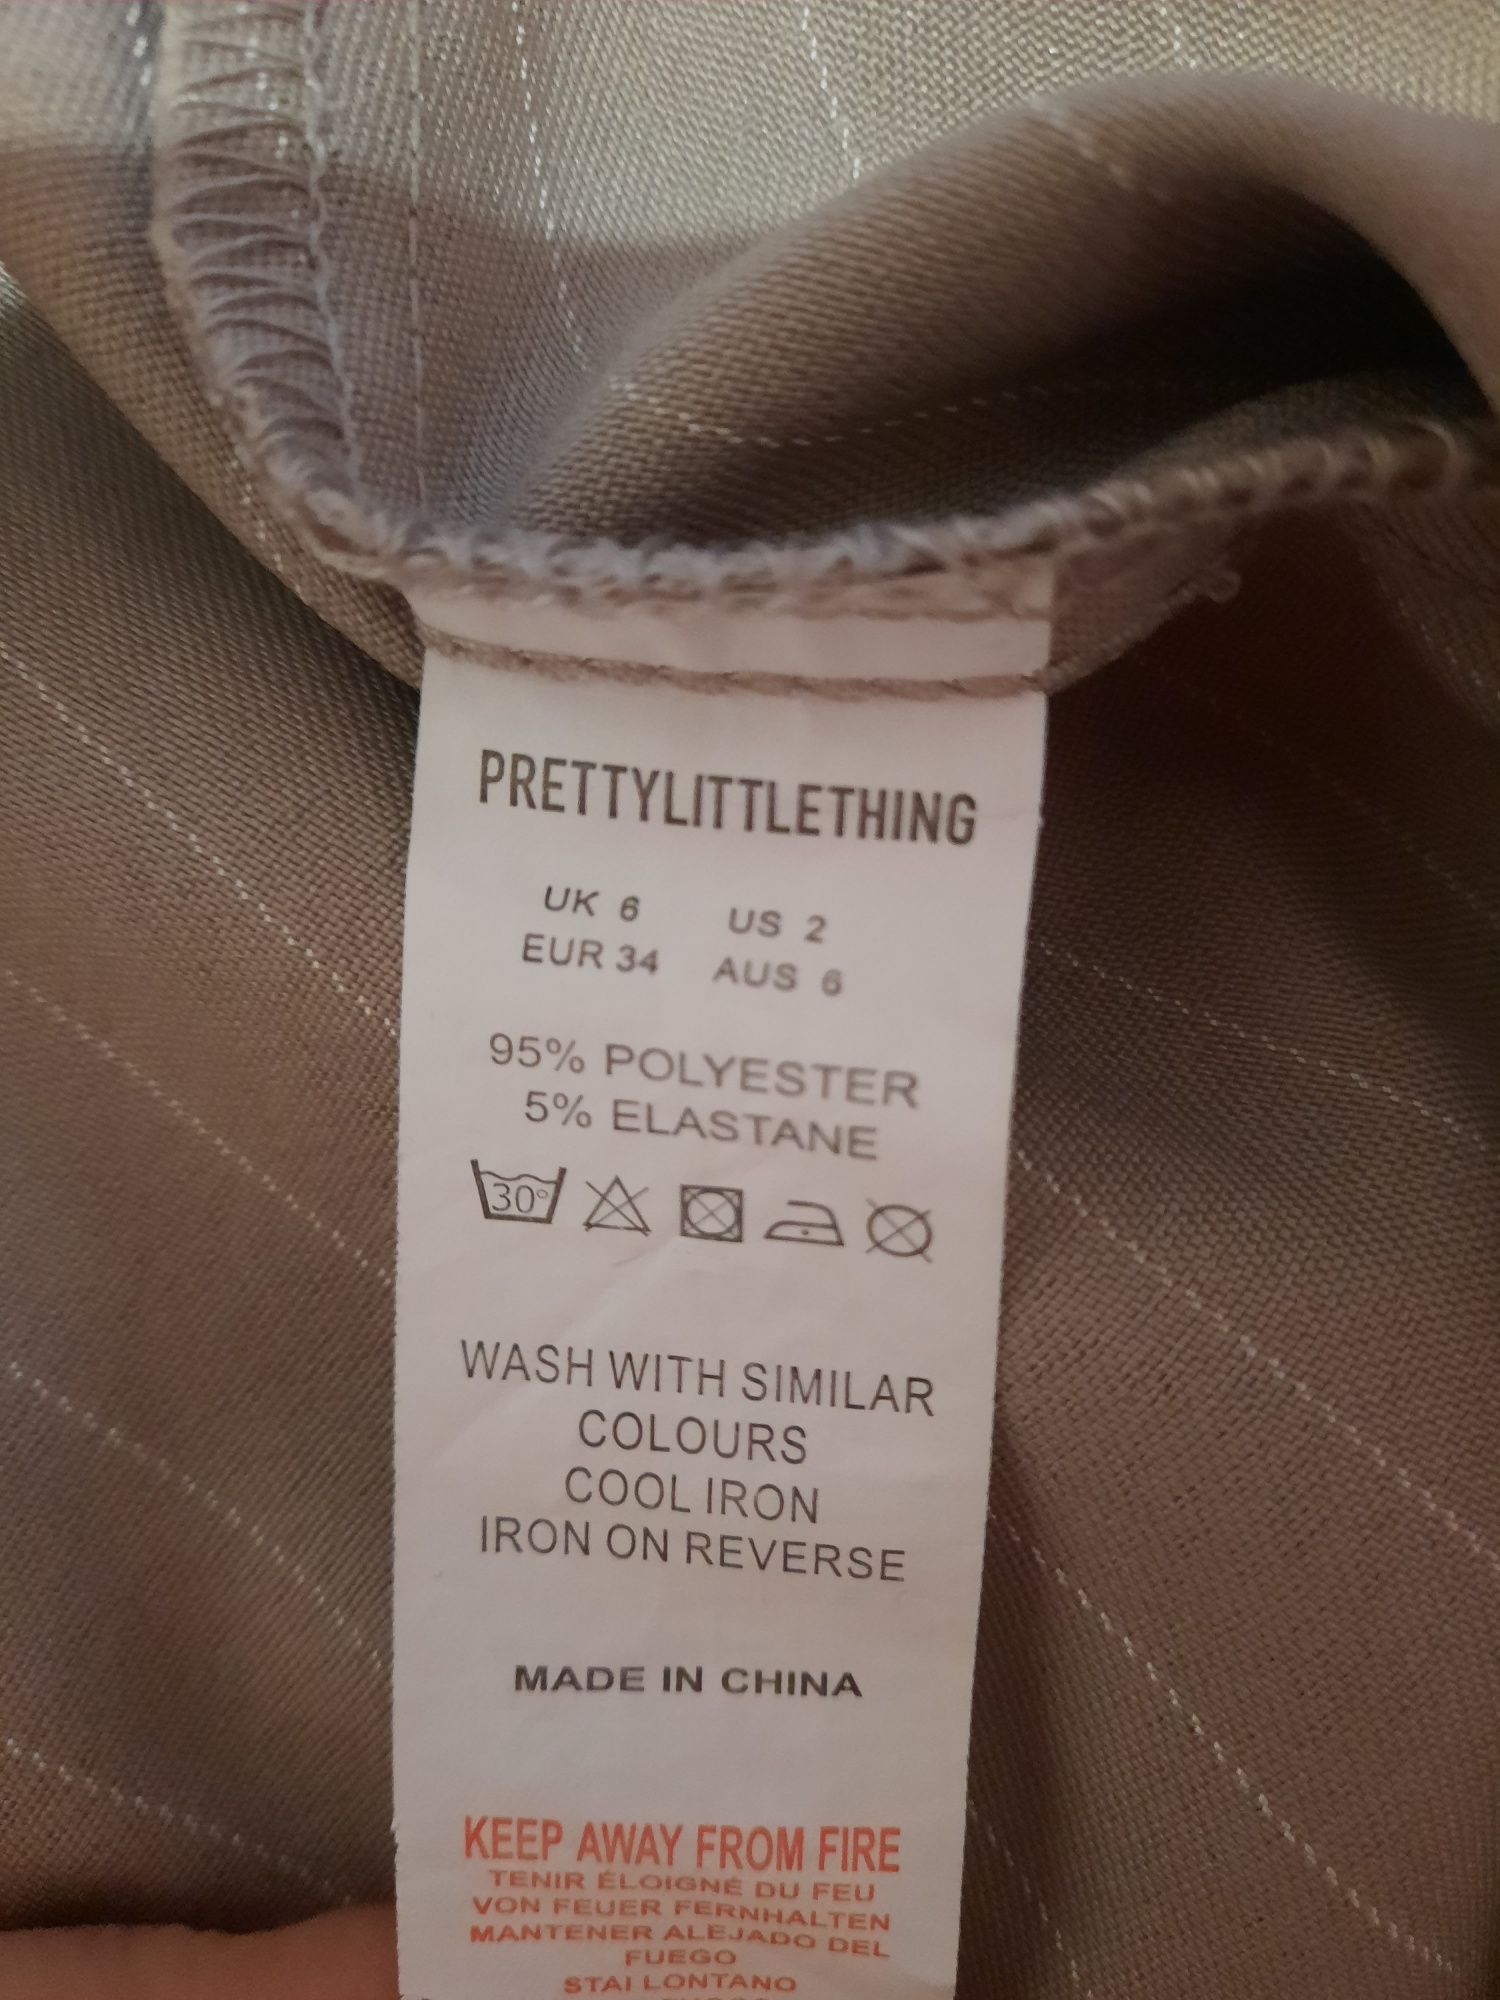 PRETTYLITTLETHING
UK 6 US 2
EUR 34 AUS 6
95% POLYESTER
5% ELASTANE
30°
WASH WITH SIMILAR
COLOURS
COOL IRON
IRON ON REVERSE
MADE IN CHINA
KEEP AWAY FROM FIRE
TENIR ÉLOIGNÉ DU FEU
VON FEUER FERNHALTEN
MANTENER ALEJADO DEL
FUEGO
STAI LONTANO